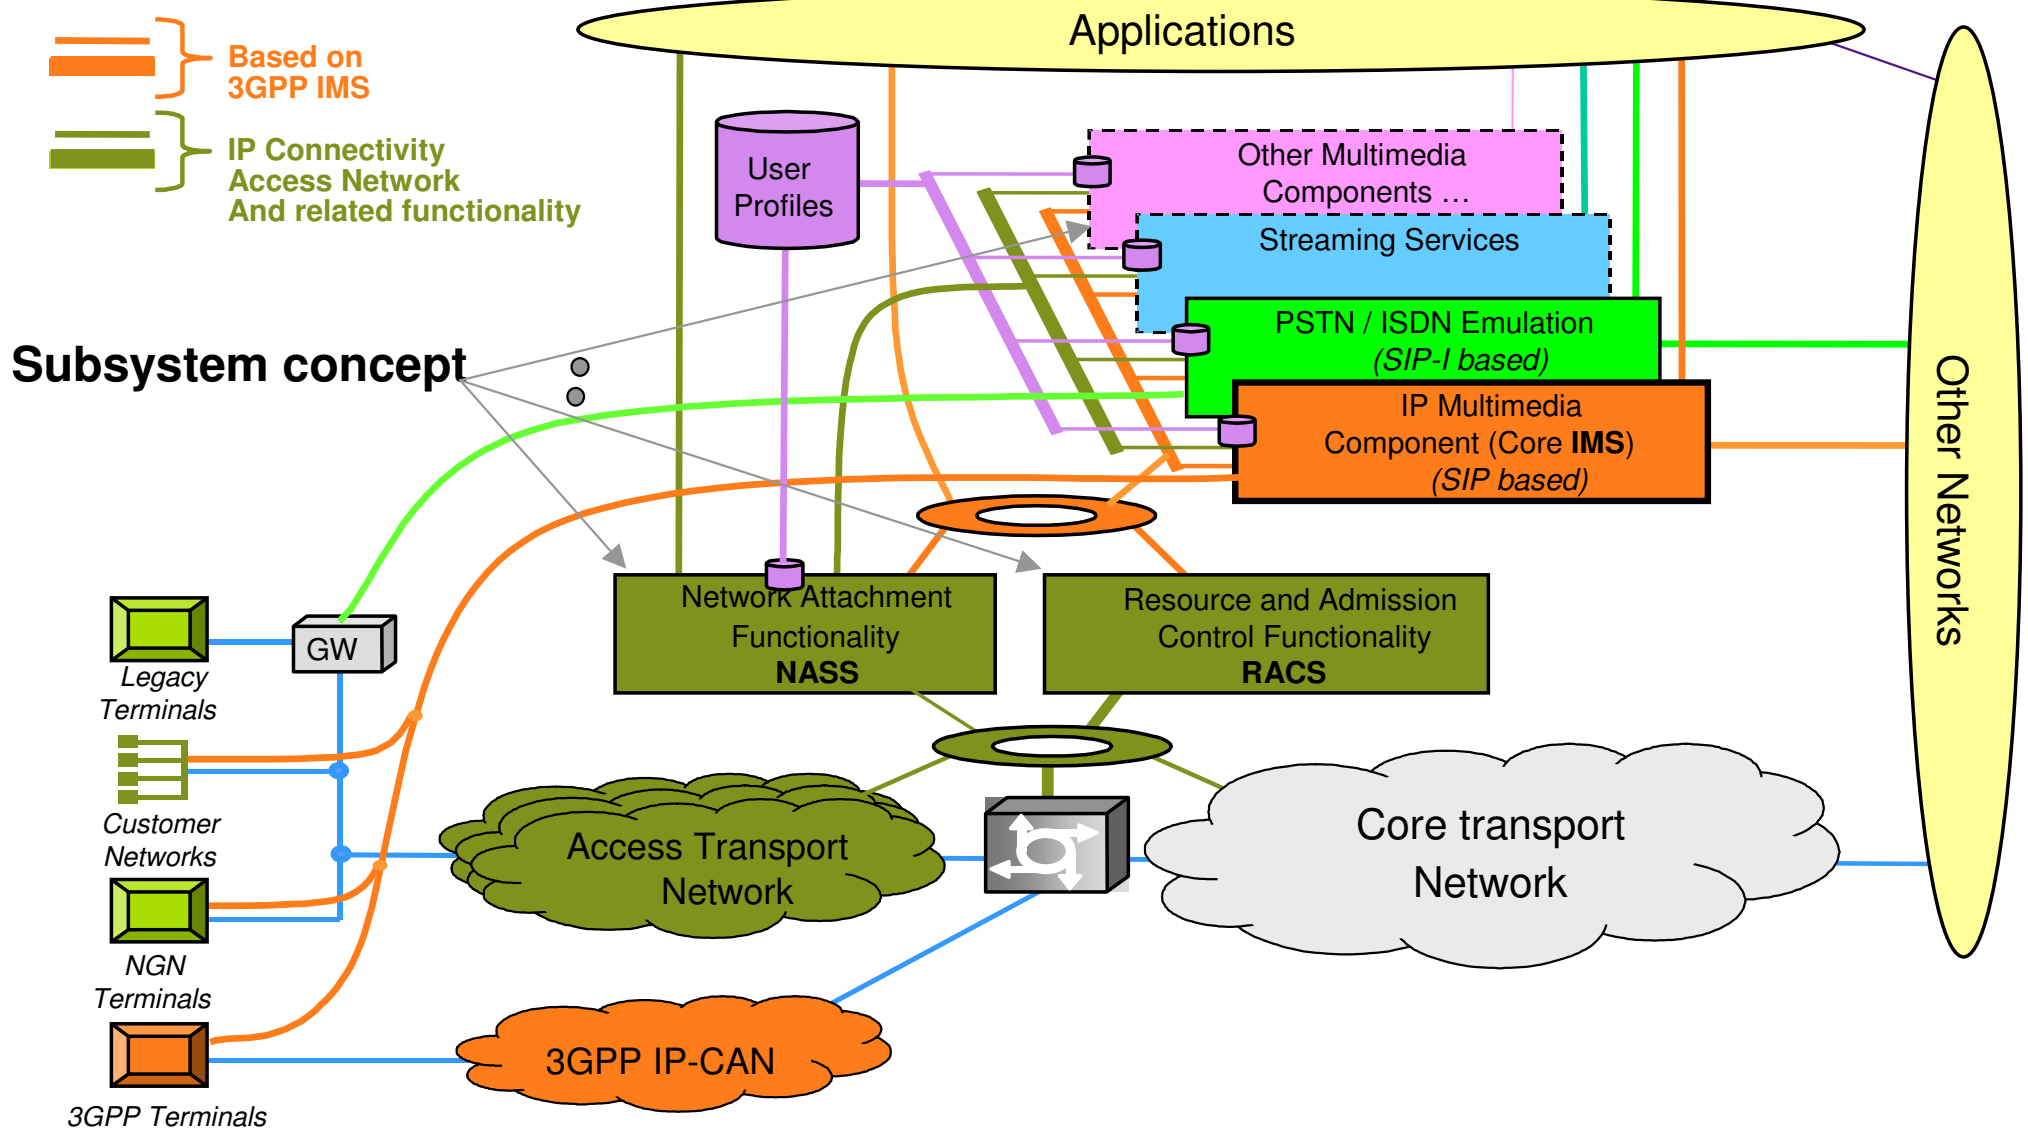 Applications
Based on
3GPP IMS
IP Connectivity
Access Network
And related functionality
User
Profiles
Other Multimedia
Components …
Streaming Services
PSTN / ISDN Emulation
(SIP-I based)
IP Multimedia
Component (Core IMS)
(SIP based)
Other Networks
Subsystem concept
Network Attachment
Functionality
NASS
Resource and Admission
Control Functionality
RACS
GW
Legacy
Terminals
Customer
Networks
NGN
Terminals
3GPP Terminals
Access Transport
Network
Core transport
Network
3GPP IP-CAN